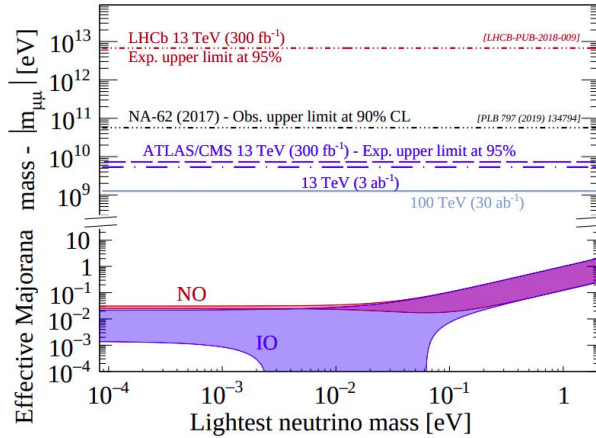 Effective Majorana mass - |mμμ| [eV]
10¹³
10¹²
10¹¹
10¹⁰
10⁹
10
1
10⁻¹
10⁻²
10⁻³
10⁻⁴
LHCb 13 TeV (300 fb⁻¹)
[LHCB-PUB-2018-009]
Exp. upper limit at 95%
NA-62 (2017) - Obs. upper limit at 90% CL
[PLB 797 (2019) 134794]
ATLAS/CMS 13 TeV (300 fb⁻¹) - Exp. upper limit at 95%
13 TeV (3 ab⁻¹)
100 TeV (30 ab⁻¹)
NO
IO
10⁻⁴ 10⁻³ 10⁻² 10⁻¹ 1
Lightest neutrino mass [eV]